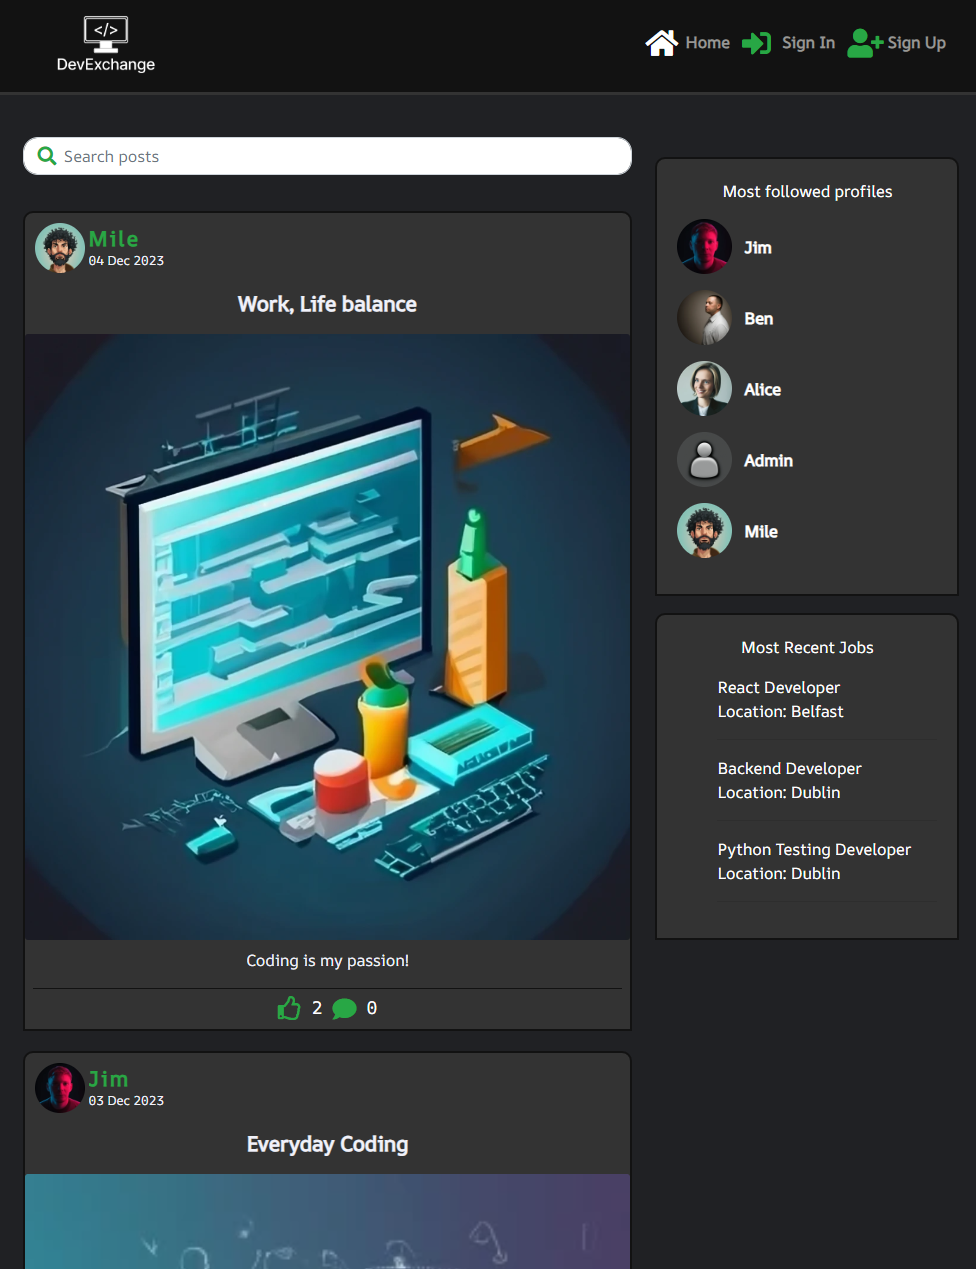 </>
DevExchange
Home
Sign In
Sign Up
Search posts
Mile
04 Dec 2023
Work, Life balance
Coding is my passion!
2
0
Jim
03 Dec 2023
Everyday Coding
Most followed profiles
Jim
Ben
Alice
Admin
Mile
Most Recent Jobs
React Developer
Location: Belfast
Backend Developer
Location: Dublin
Python Testing Developer
Location: Dublin